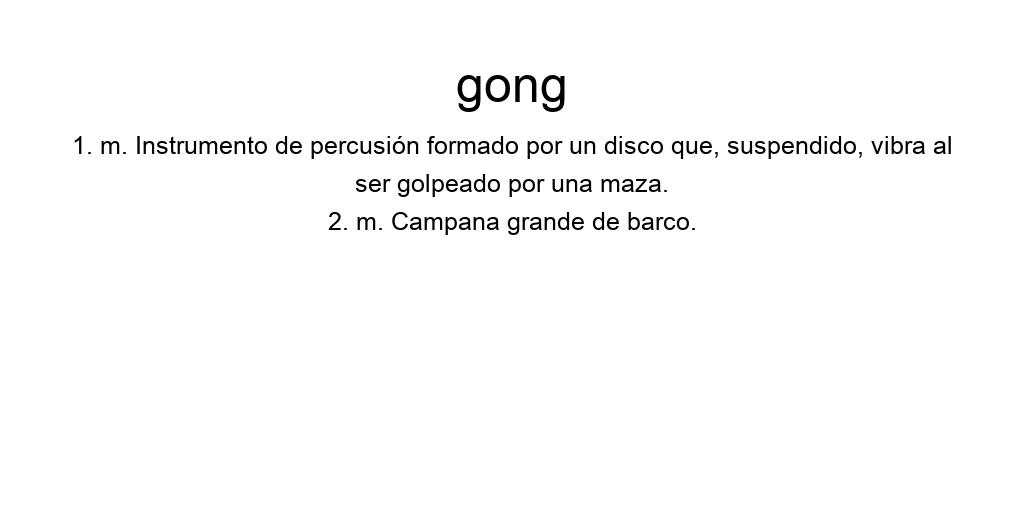 gong
1. m. Instrumento de percusión formado por un disco que, suspendido, vibra al
ser golpeado por una maza.
2. m. Campana grande de barco.